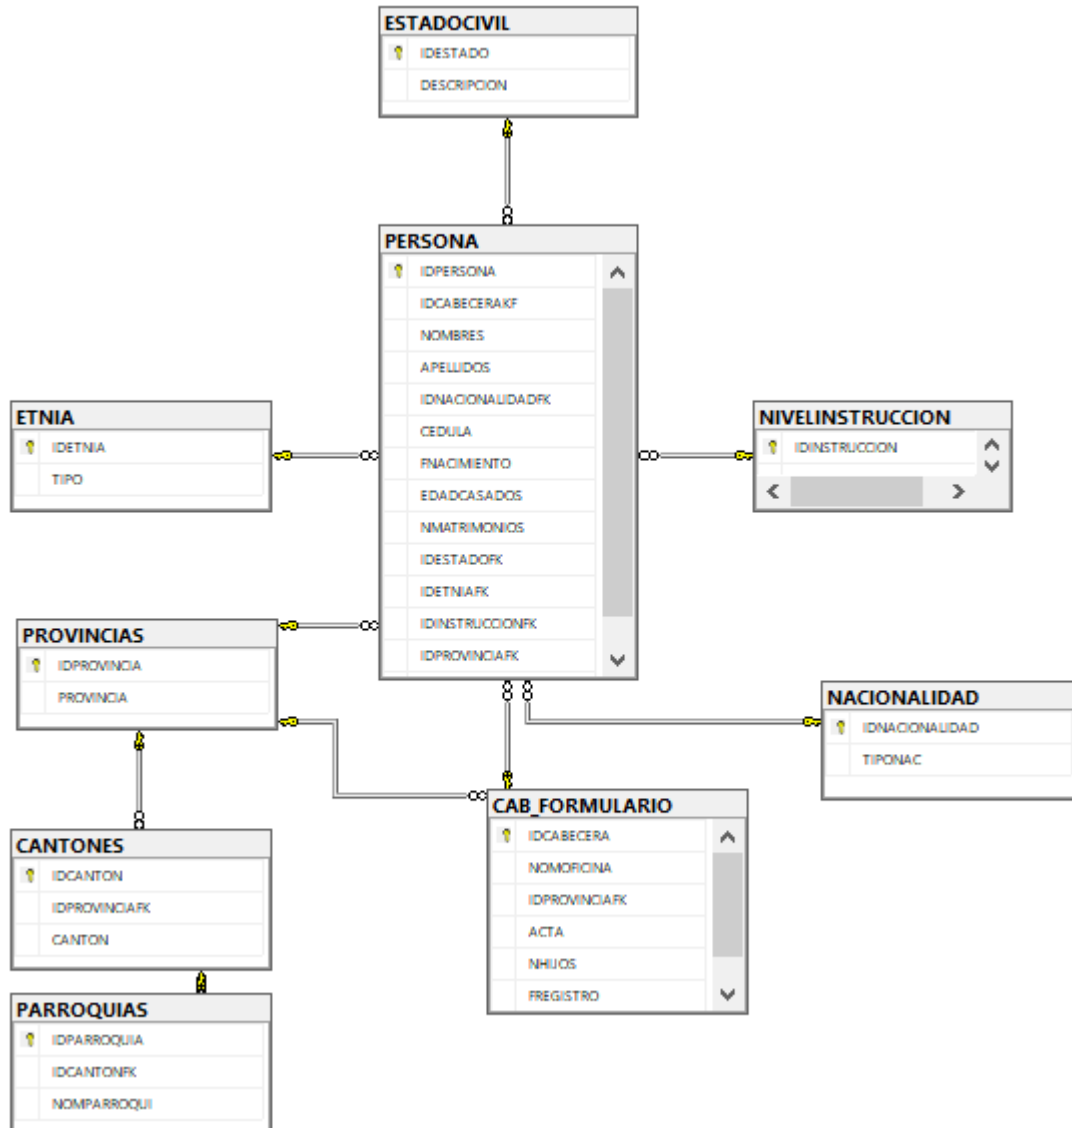 ESTADOCIVIL
IDESTADO
DESCRIPCION
PERSONA
IDPERSONA
IDCABECERAKF
NOMBRES
APELLIDOS
IDNACIONALIDADFK
CEDULA
FNACIMIENTO
EDADCASADOS
NMATRIMONIOS
IDESTADOFK
IDETNIAFK
IDINSTRUCCIONFK
IDPROVINCIAFK
ETNIA
IDETNIA
TIPO
NIVELINSTRUCCION
IDINSTRUCCION
PROVINCIAS
IDPROVINCIA
PROVINCIA
NACIONALIDAD
IDNACIONALIDAD
TIPONAC
CAB_FORMULARIO
IDCABECERA
NOMOFICINA
IDPROVINCIAFK
ACTA
NHIJOS
FREGISTRO
CANTONES
IDCANTON
IDPROVINCIAFK
CANTON
PARROQUIAS
IDPARROQUIA
IDCANTONFK
NOMPARROQUI